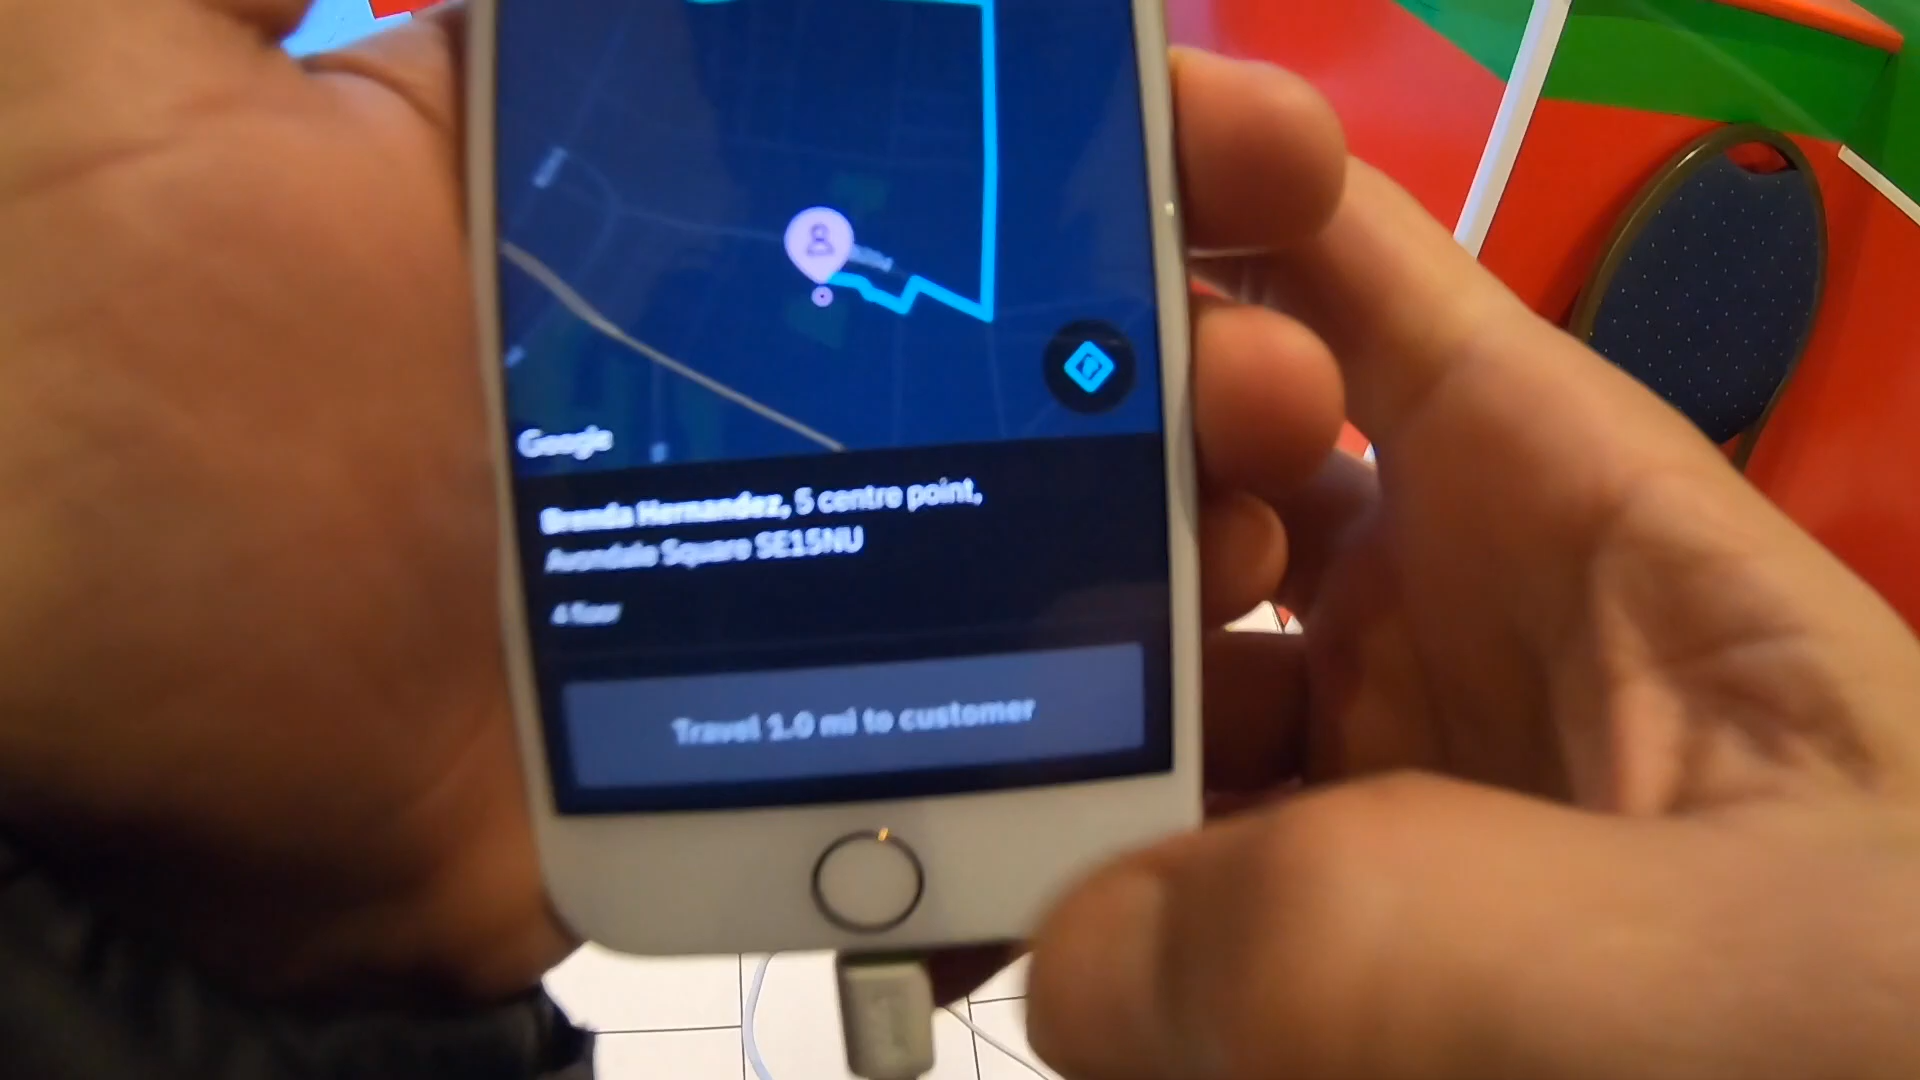 Google
Brenda Hernandez, 5 centre point,
Avondale Square SE15NU
4 floor
Travel 1.0 mi to customer